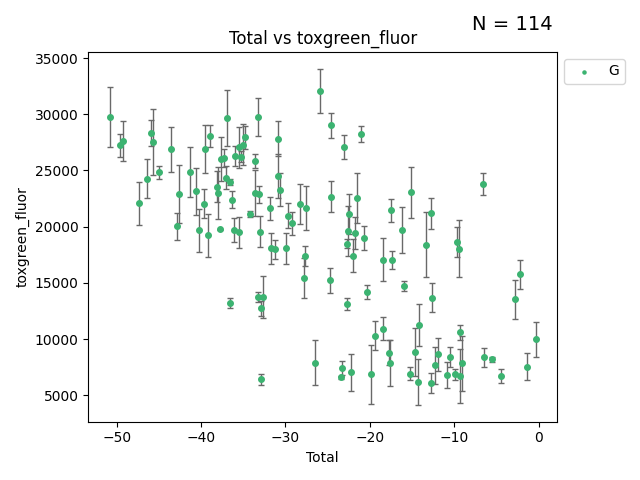 N = 114
Total vs toxgreen_fluor
G
toxgreen_fluor
35000
30000
25000
20000
15000
10000
5000
−50 −40 −30 −20 −10 0
Total